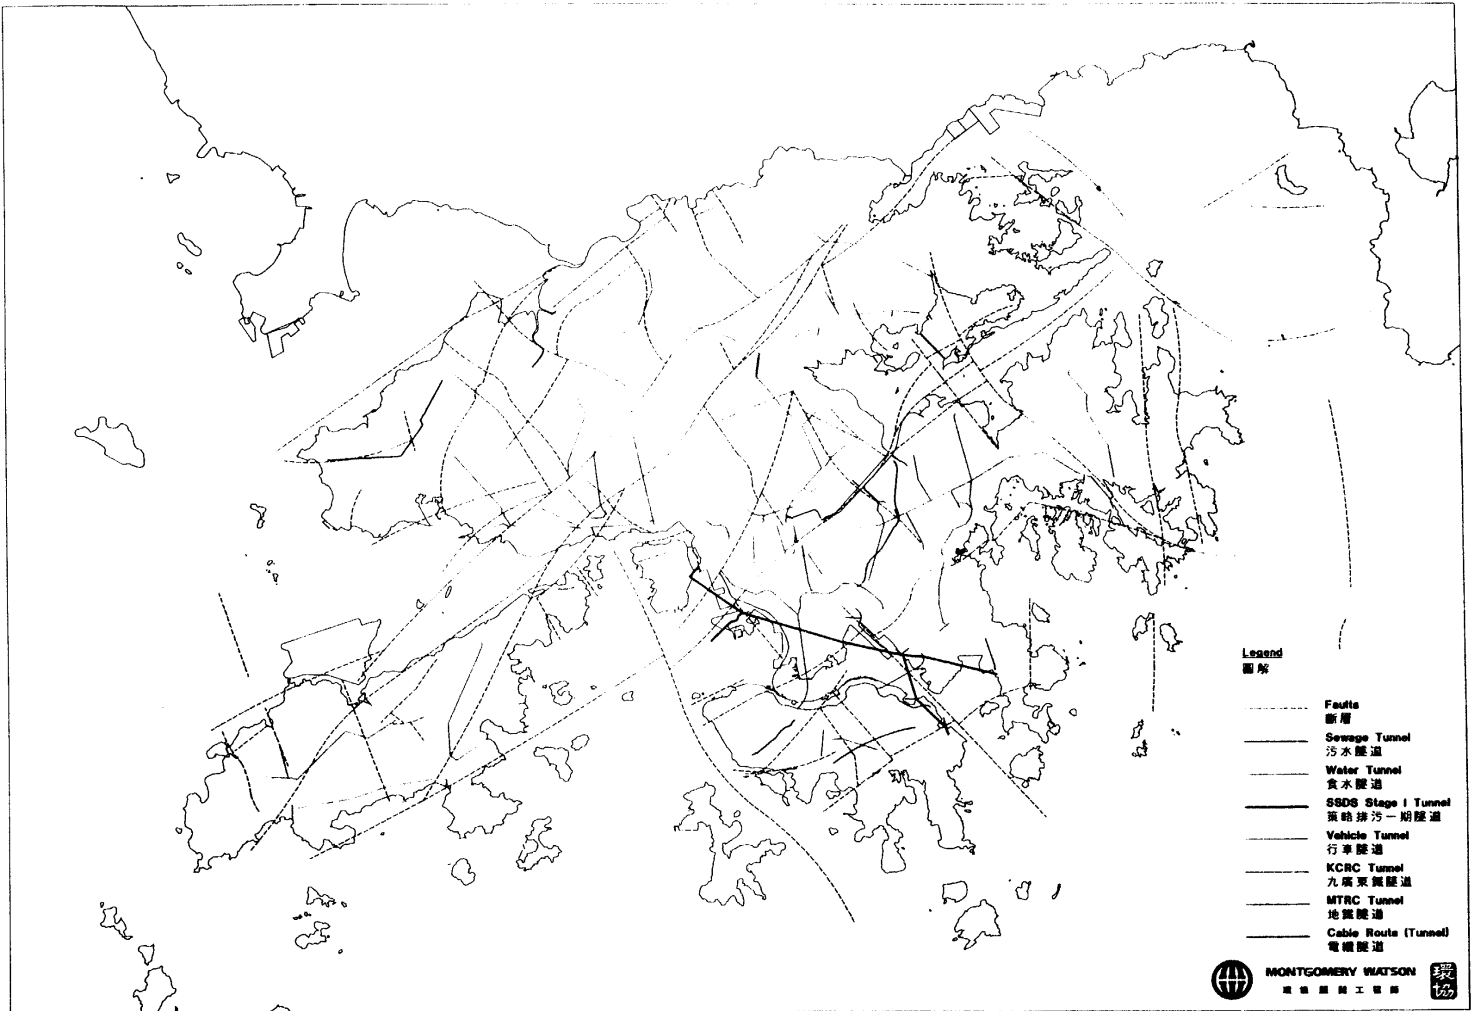 Legend
圖解
Faults
斷層
Sewage Tunnel
污水隧道
Water Tunnel
食水隧道
SSDS Stage I Tunnel
策略排污一期隧道
Vehicle Tunnel
行車隧道
KCRC Tunnel
九廣東鐵隧道
MTRC Tunnel
地鐵隧道
Cable Route (Tunnel)
電纜隧道
MONTGOMERY WATSON
工程師
環協